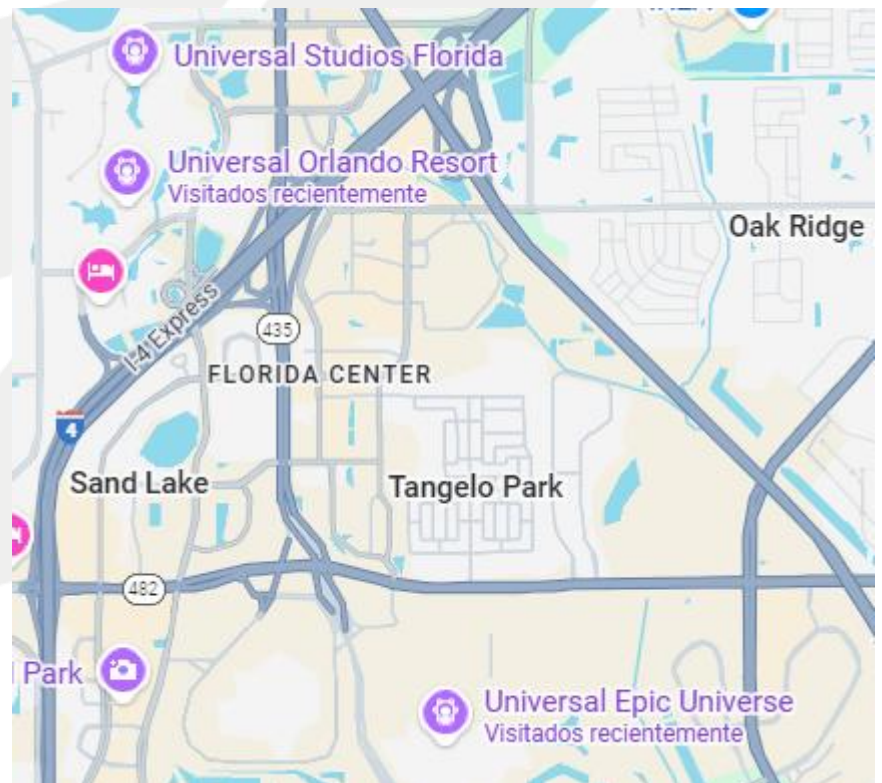 Universal Studios Florida
Universal Orlando Resort
Visitados recientemente
Oak Ridge
I-4 Express
435
FLORIDA CENTER
4
Sand Lake
Tangelo Park
482
Park
Universal Epic Universe
Visitados recientemente